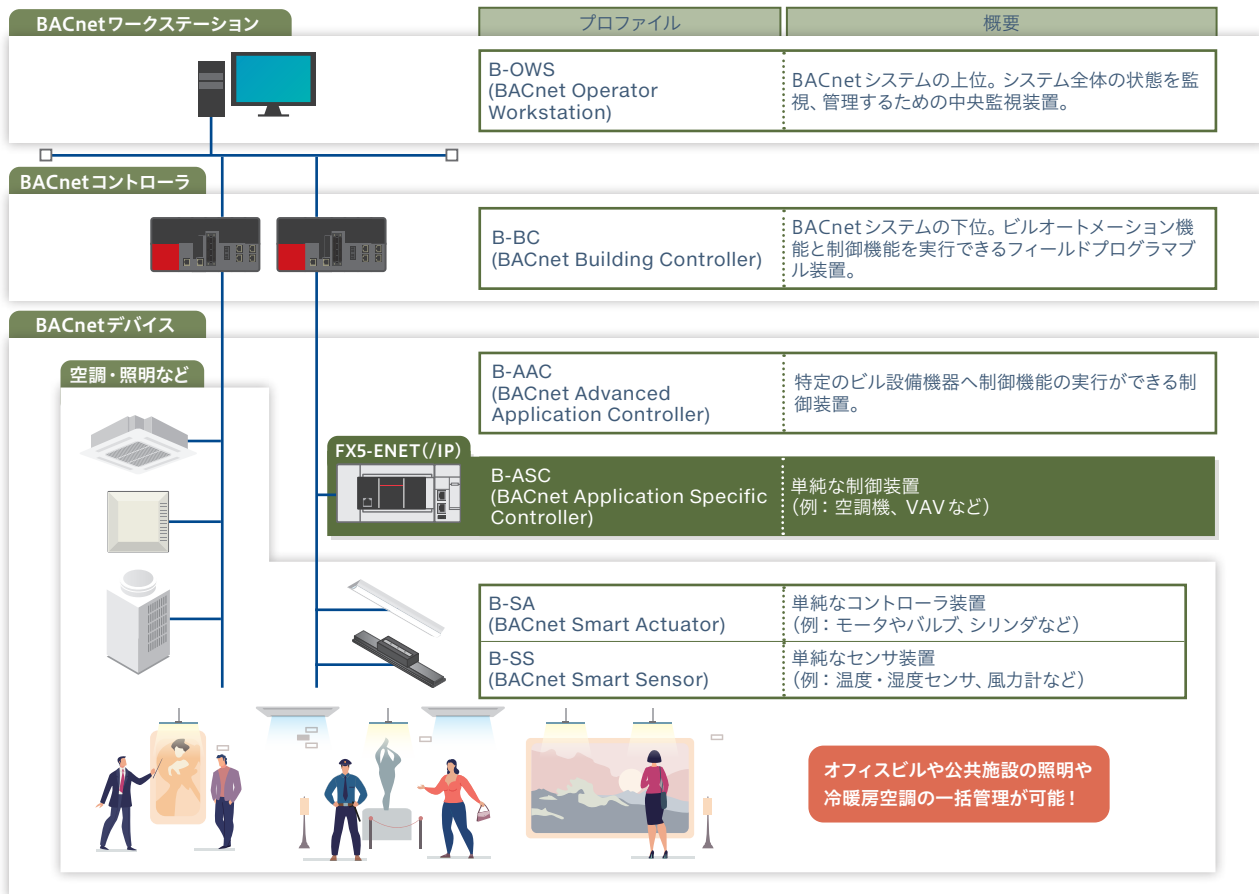 BACnetワークステーション
プロファイル
概要
B-OWS
(BACnet Operator
Workstation)
BACnetシステムの上位。システム全体の状態を監
視、管理するための中央監視装置。
BACnetコントローラ
B-BC
(BACnet Building Controller)
BACnetシステムの下位。ビルオートメーション機
能と制御機能を実行できるフィールドプログラマブ
ル装置。
BACnetデバイス
空調・照明など
B-AAC
(BACnet Advanced
Application Controller)
特定のビル設備機器へ制御機能の実行ができる制
御装置。
FX5-ENET(/IP)
B-ASC
(BACnet Application Specific
Controller)
単純な制御装置
（例：空調機、VAVなど）
B-SA
(BACnet Smart Actuator)
単純なコントローラ装置
（例：モータやバルブ、シリンダなど）
B-SS
(BACnet Smart Sensor)
単純なセンサ装置
（例：温度・湿度センサ、風力計など）
オフィスビルや公共施設の照明や
冷暖房空調の一括管理が可能！